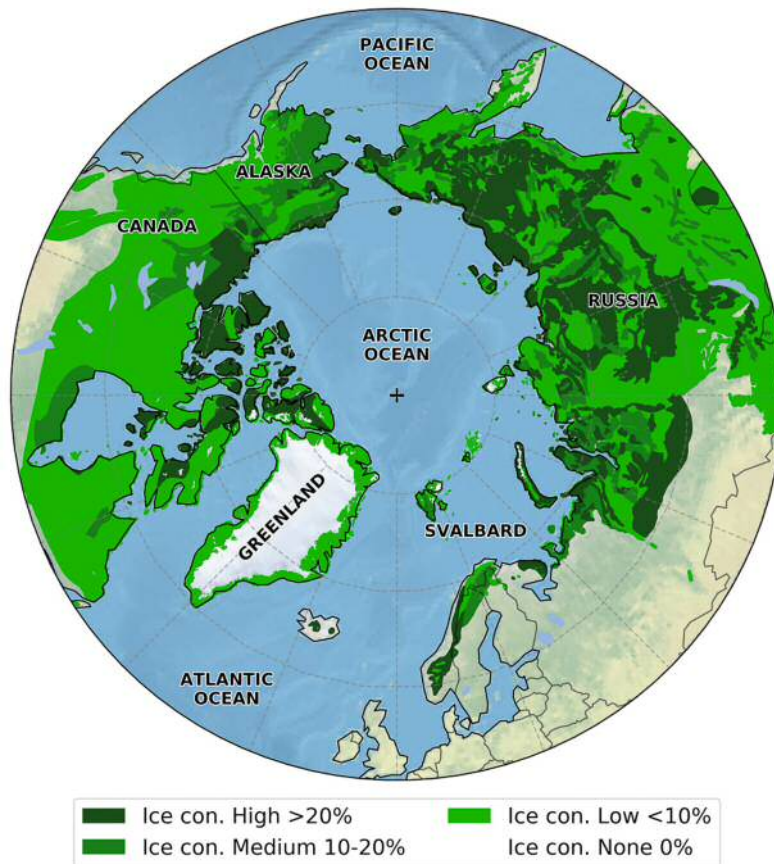 PACIFIC
OCEAN
ALASKA
CANADA
RUSSIA
ARCTIC
OCEAN
GREENLAND
SVALBARD
ATLANTIC
OCEAN
Ice con. High >20%
Ice con. Medium 10-20%
Ice con. Low <10%
Ice con. None 0%